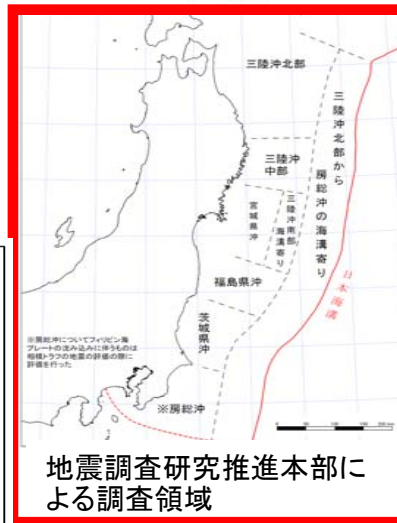 三陸沖北部
三陸沖北部から
房総沖の海溝寄り
三陸沖
中部
宮城県沖
三陸沖南部
海溝寄り
福島県沖
日本海溝
茨城県沖
※房総沖についてフィリピン海
プレートの沈み込みに伴うものは
相模トラフの地震の評価の際に
評価を行った
※房総沖
地震調査研究推進本部に
よる調査領域